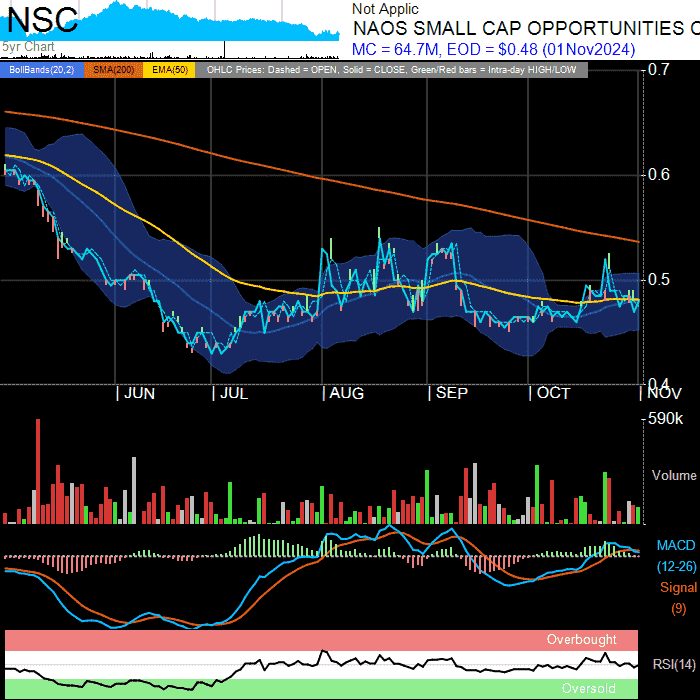 NSC
5yr Chart
Not Applic
NAOS SMALL CAP OPPORTUNITIES C
MC = 64.7M, EOD = $0.48 (01Nov2024)
BollBands(20,2) SMA(200) EMA(50) OHLC Prices: Dashed = OPEN, Solid = CLOSE, Green/Red bars = Intra-day HIGH/LOW
0.7
0.6
0.5
0.4
JUN JUL AUG SEP OCT NOV
590k
Volume
MACD
(12-26)
Signal
(9)
Overbought
RSI(14)
Oversold